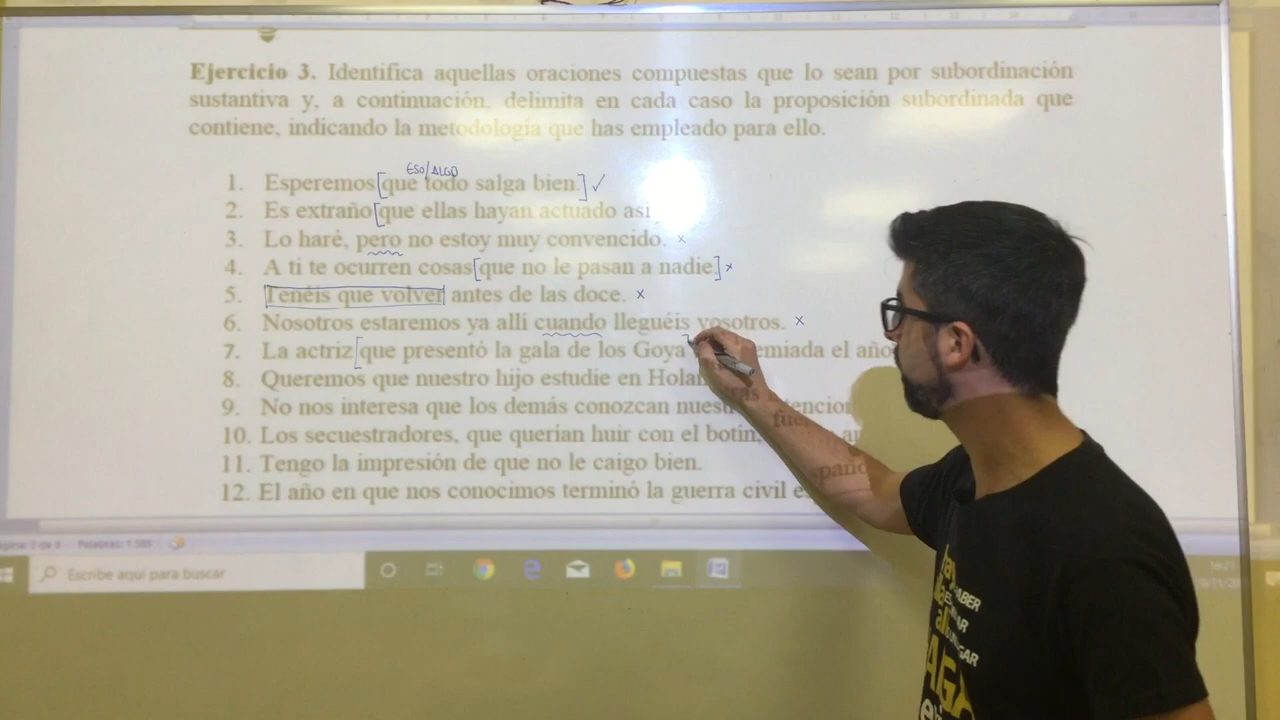 Ejercicio 3. Identifica aquellas oraciones compuestas que lo sean por subordinación
sustantiva y, a continuación, delimita en cada caso la proposición subordinada que
contiene, indicando la metodología que has empleado para ello.
ESO/ALGO
1. Esperemos [que todo salga bien.] ✓
2. Es extraño [que ellas hayan actuado así
3. Lo haré, pero no estoy muy convencido. x
4. A ti te ocurren cosas [que no le pasan a nadie.] x
5. Tenéis que volver antes de las doce. x
6. Nosotros estaremos ya allí cuando lleguéis vosotros. x
7. La actriz [que presentó la gala de los Goya el año
8. Queremos que nuestro hijo estudie en
9. No nos interesa que los demás conozcan
10. Los secuestradores, que querían huir con el botín,
11. Tengo la impresión de que no le caigo bien.
12. El año en que nos conocimos terminó la guerra civil
Palabras: 1.505
Escribe aquí para buscar